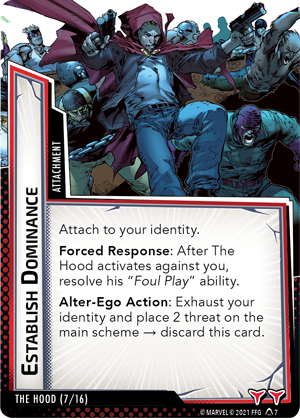 ESTABLISH DOMINANCE
ATTACHMENT
Attach to your identity.
Forced Response: After The
Hood activates against you,
resolve his "Foul Play" ability.
Alter-Ego Action: Exhaust your
identity and place 2 threat on the
main scheme → discard this card.
THE HOOD (7/16)
© MARVEL © 2021 FFG 7